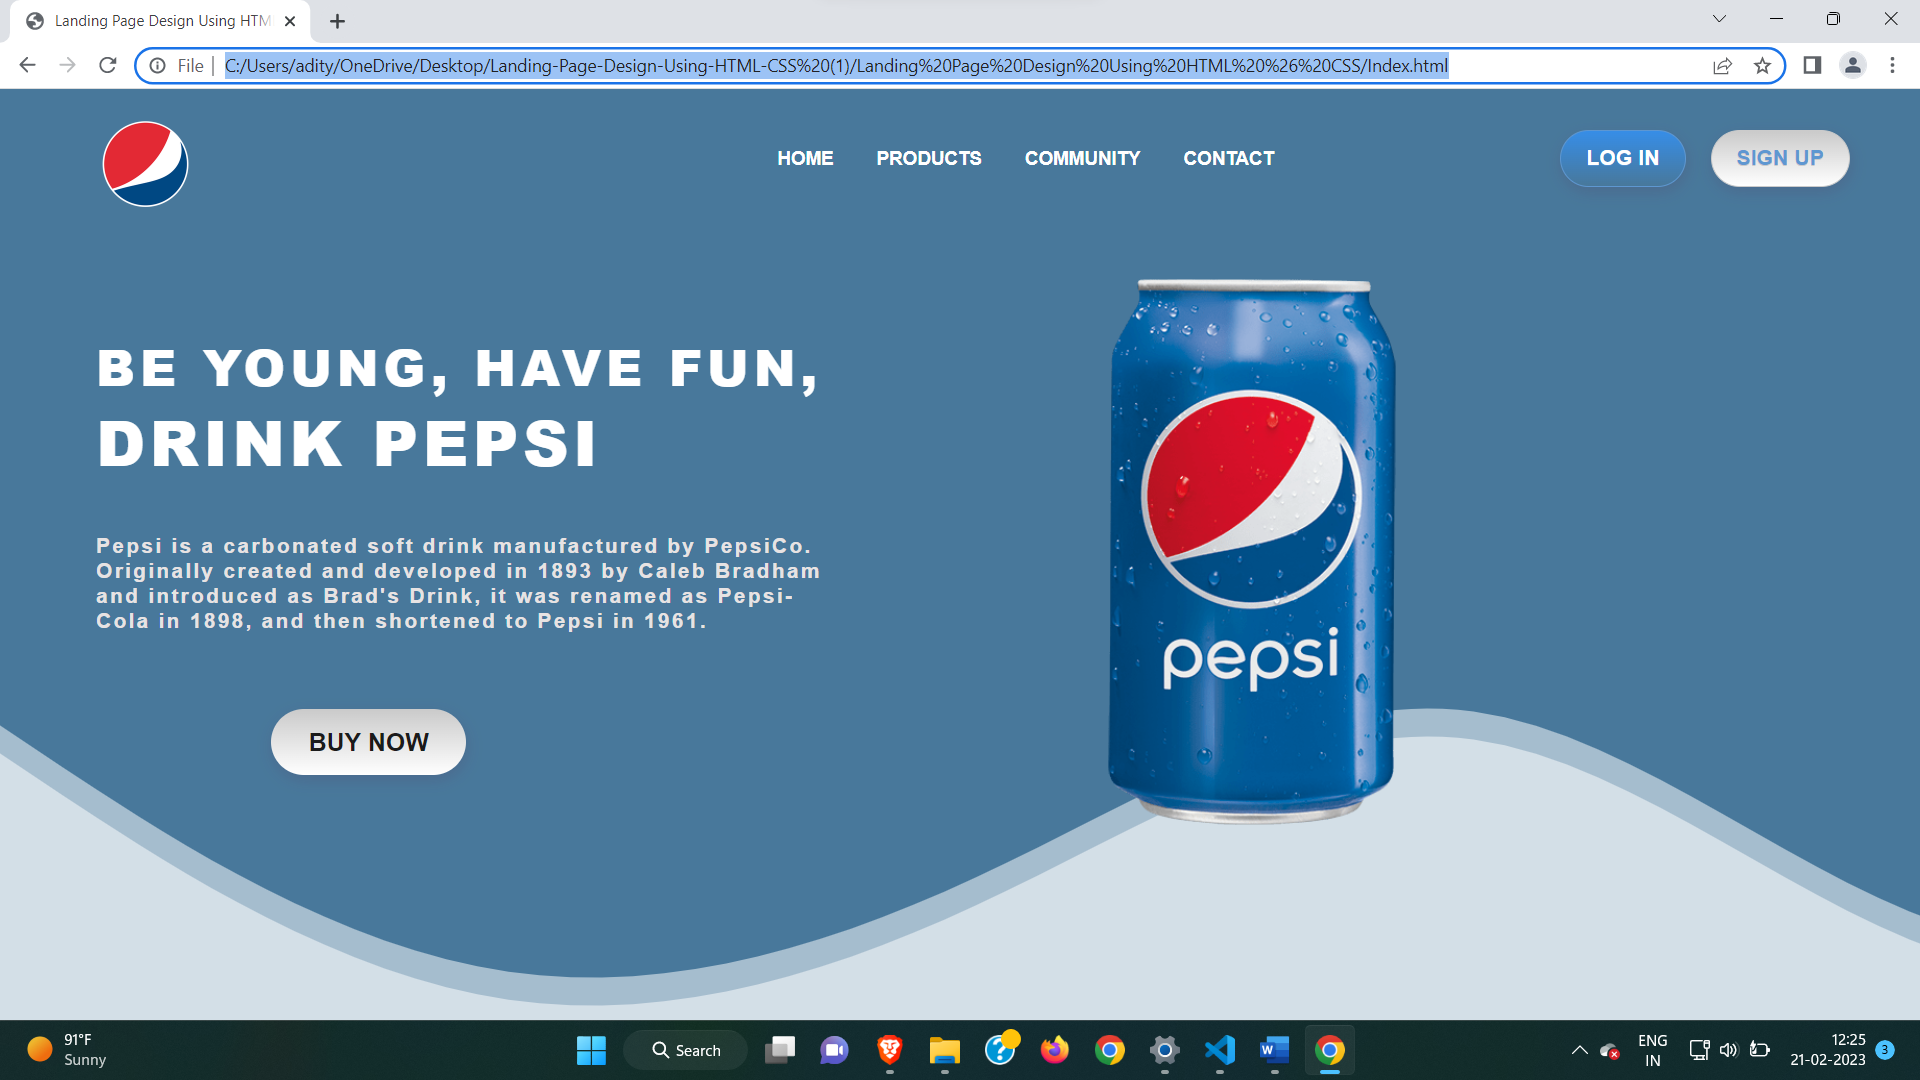 Landing Page Design Using HTM
File
C:/Users/adity/OneDrive/Desktop/Landing-Page-Design-Using-HTML-CSS%20(1)/Landing%20Page%20Design%20Using%20HTML%20%26%20CSS/Index.html
HOME PRODUCTS COMMUNITY CONTACT
LOG IN SIGN UP
BE YOUNG, HAVE FUN,
DRINK PEPSI
Pepsi is a carbonated soft drink manufactured by PepsiCo.
Originally created and developed in 1893 by Caleb Bradham
and introduced as Brad's Drink, it was renamed as Pepsi-
Cola in 1898, and then shortened to Pepsi in 1961.
BUY NOW
pepsi
91°F
Sunny
Search
ENG
IN
12:25
21-02-2023
3